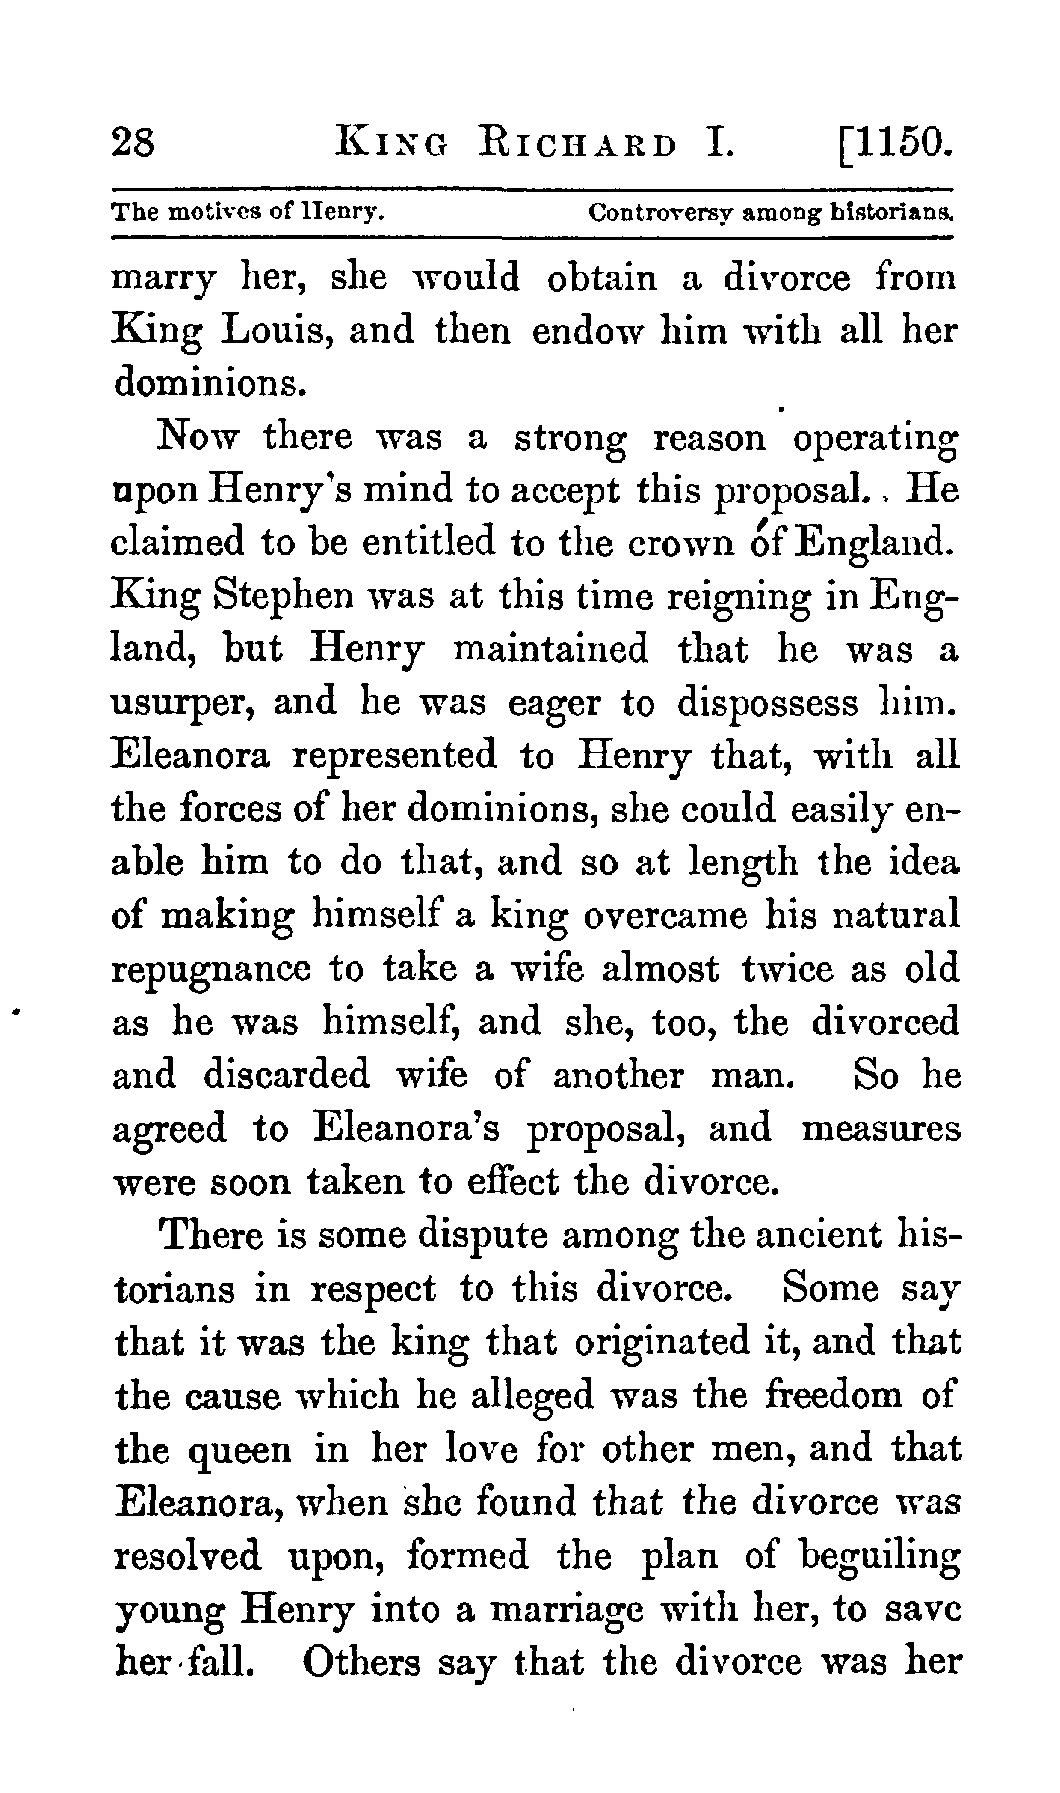 28 KING RICHARD I. [1150.
The motives of Henry. Controversy among historians.
marry her, she would obtain a divorce from
King Louis, and then endow him with all her
dominions.
Now there was a strong reason operating
upon Henry's mind to accept this proposal. He
claimed to be entitled to the crown of England.
King Stephen was at this time reigning in Eng-
land, but Henry maintained that he was a
usurper, and he was eager to dispossess him.
Eleanora represented to Henry that, with all
the forces of her dominions, she could easily en-
able him to do that, and so at length the idea
of making himself a king overcame his natural
repugnance to take a wife almost twice as old
as he was himself, and she, too, the divorced
and discarded wife of another man. So he
agreed to Eleanora's proposal, and measures
were soon taken to effect the divorce.
There is some dispute among the ancient his-
torians in respect to this divorce. Some say
that it was the king that originated it, and that
the cause which he alleged was the freedom of
the queen in her love for other men, and that
Eleanora, when she found that the divorce was
resolved upon, formed the plan of beguiling
young Henry into a marriage with her, to save
her fall. Others say that the divorce was her